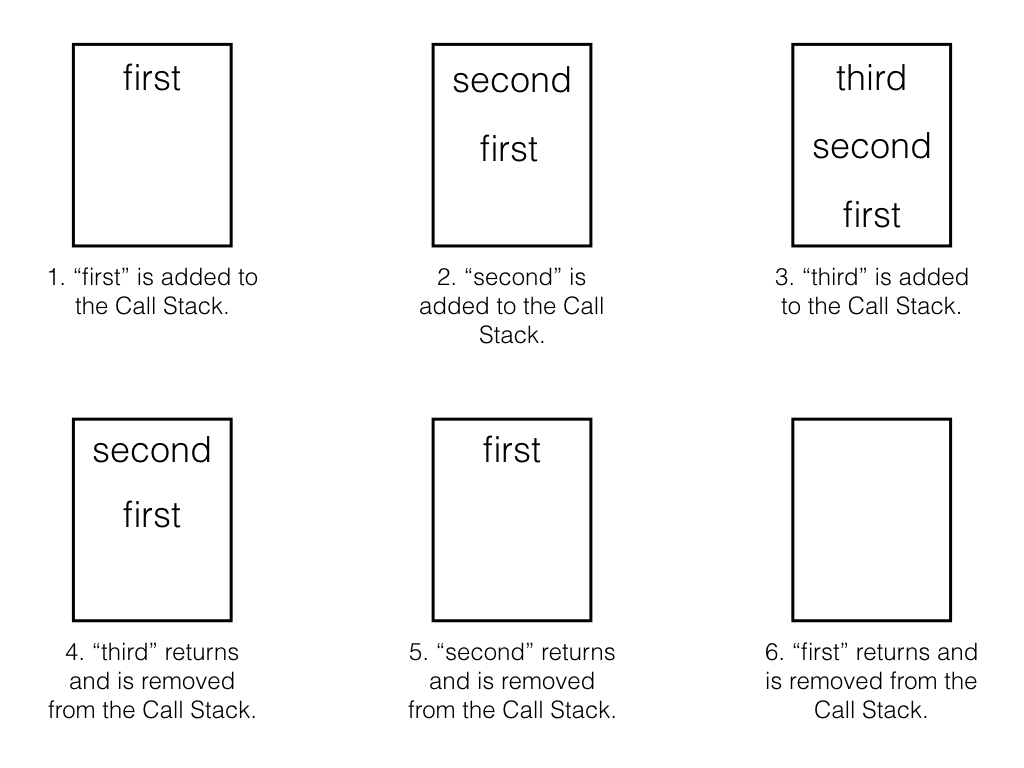 first
1. “first” is added to
the Call Stack.
second
first
2. “second” is
added to the Call
Stack.
third
second
first
3. “third” is added
to the Call Stack.
second
first
4. “third” returns
and is removed
from the Call Stack.
first
5. “second” returns
and is removed
from the Call Stack.
6. “first” returns and
is removed from the
Call Stack.